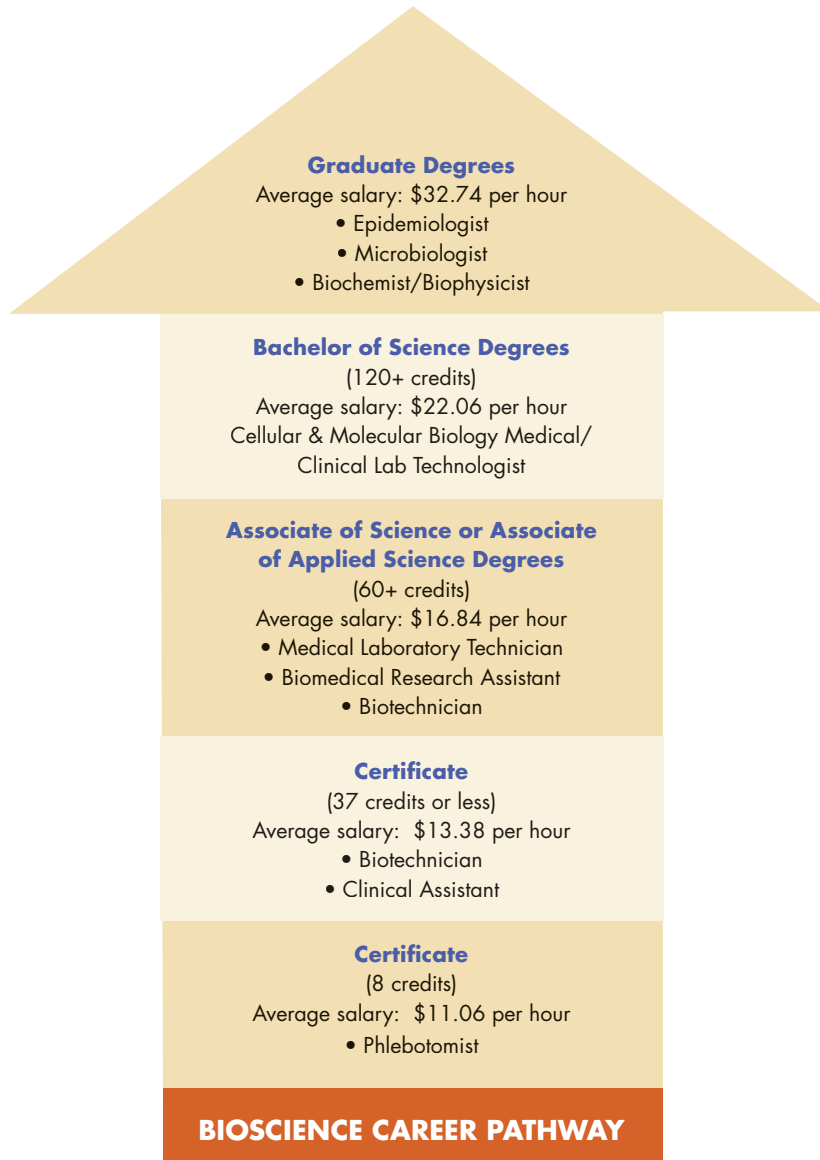 Graduate Degrees
Average salary: $32.74 per hour
• Epidemiologist
• Microbiologist
• Biochemist/Biophysicist
Bachelor of Science Degrees
(120+ credits)
Average salary: $22.06 per hour
Cellular & Molecular Biology Medical/
Clinical Lab Technologist
Associate of Science or Associate
of Applied Science Degrees
(60+ credits)
Average salary: $16.84 per hour
• Medical Laboratory Technician
• Biomedical Research Assistant
• Biotechnician
Certificate
(37 credits or less)
Average salary:  $13.38 per hour
• Biotechnician
• Clinical Assistant
Certificate
(8 credits)
Average salary:  $11.06 per hour
• Phlebotomist
BIOSCIENCE CAREER PATHWAY